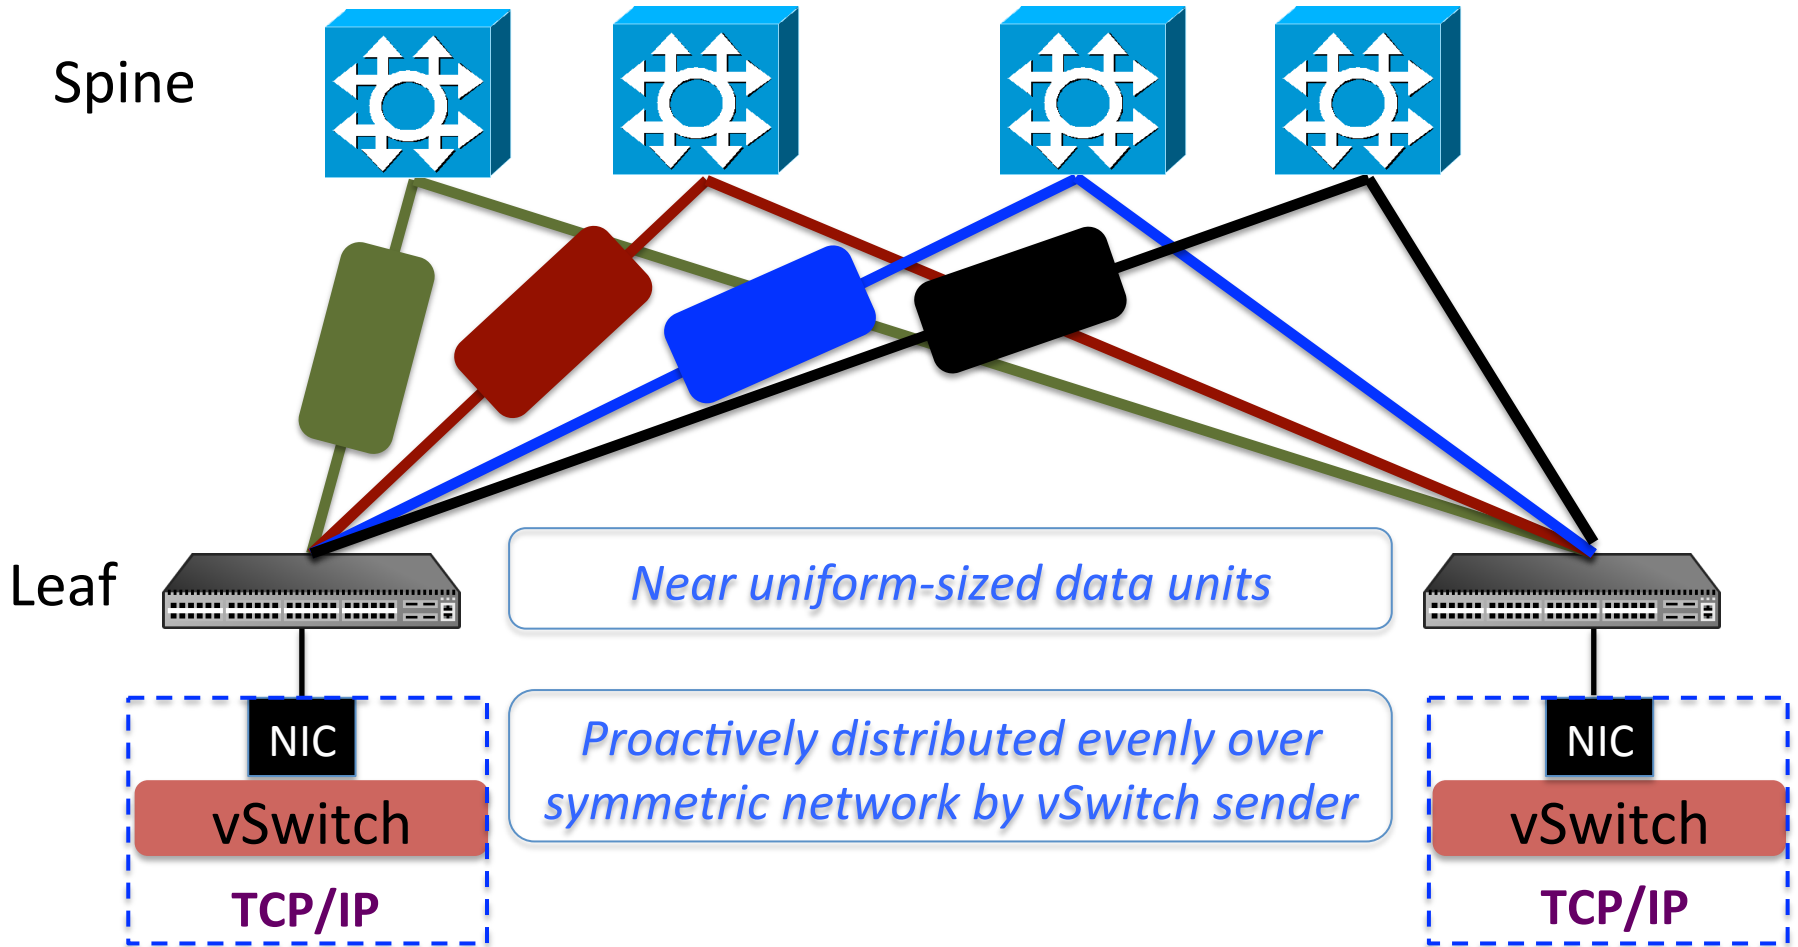 Spine
Leaf
Near uniform-sized data units
Proactively distributed evenly over
symmetric network by vSwitch sender
NIC
vSwitch
TCP/IP
NIC
vSwitch
TCP/IP